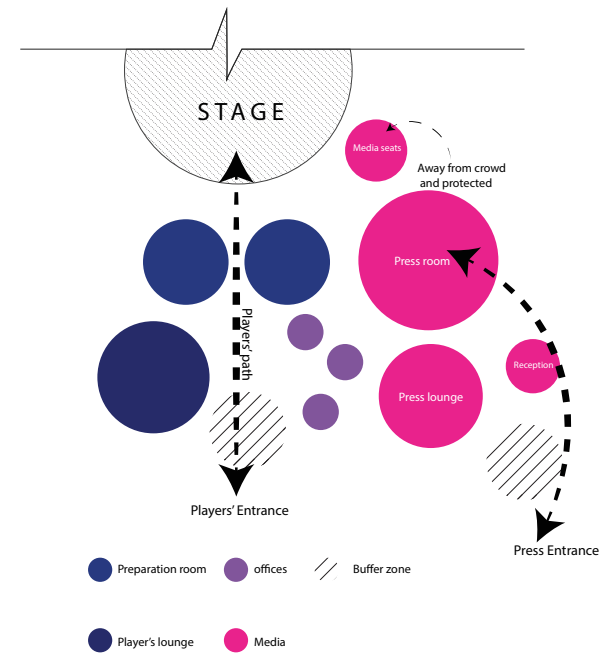 STAGE
Media seats
Away from crowd
and protected
Press room
Players' path
Reception
Press lounge
Players' Entrance
Press Entrance
Preparation room
offices
Buffer zone
Player's lounge
Media